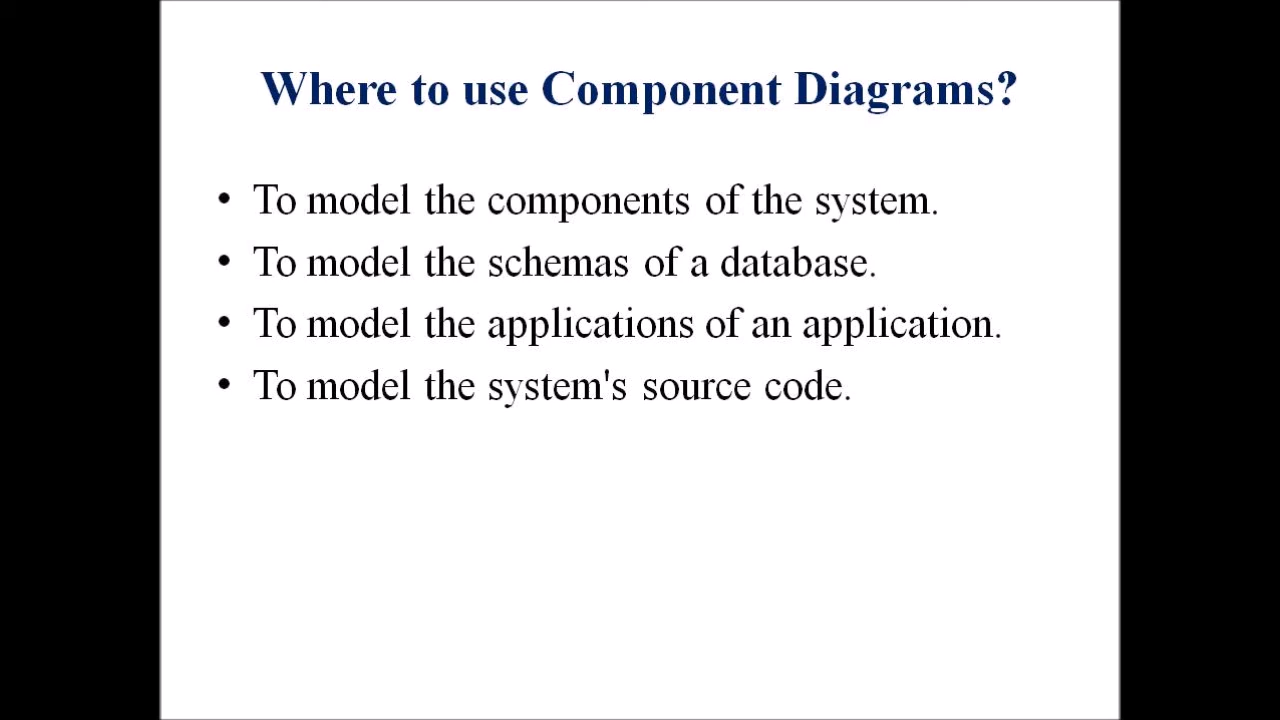 Where to use Component Diagrams?
• To model the components of the system.
• To model the schemas of a database.
• To model the applications of an application.
• To model the system's source code.